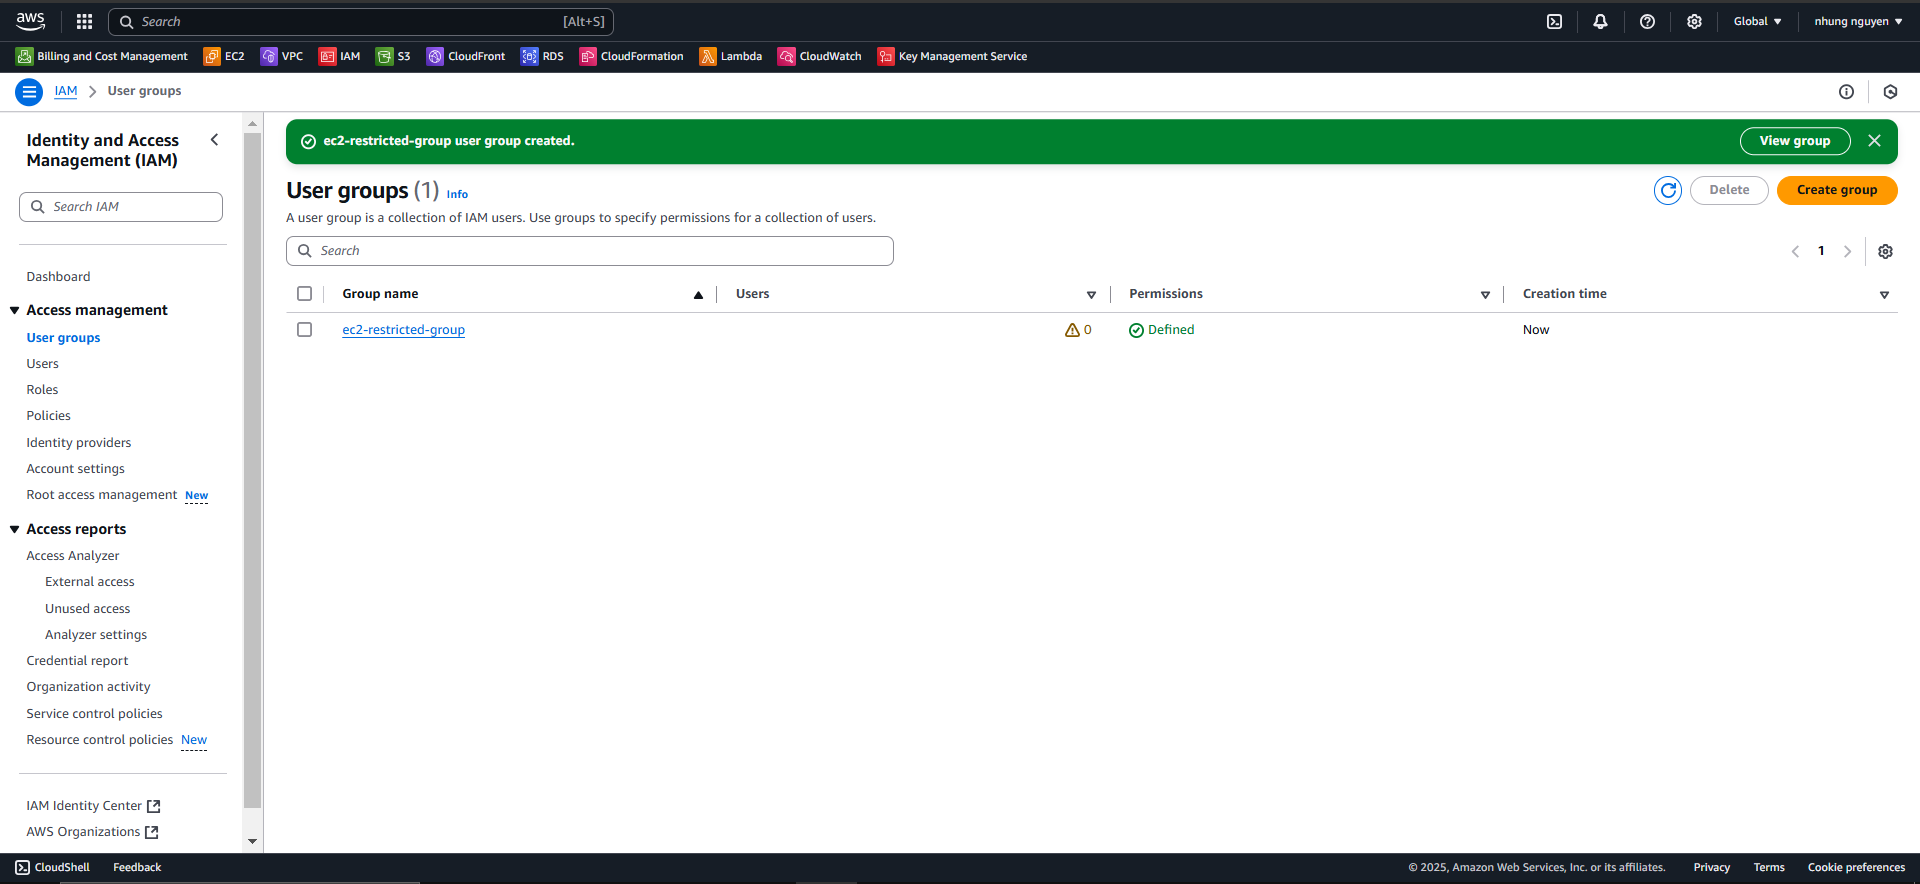 aws Search [Alt+S] Global nhung nguyen
Billing and Cost Management EC2 VPC IAM S3 CloudFront RDS CloudFormation Lambda CloudWatch Key Management Service
IAM User groups
Identity and Access
Management (IAM)
Search IAM
Dashboard
Access management
User groups
Users
Roles
Policies
Identity providers
Account settings
Root access management New
Access reports
Access Analyzer
External access
Unused access
Analyzer settings
Credential report
Organization activity
Service control policies
Resource control policies New
IAM Identity Center
AWS Organizations
ec2-restricted-group user group created. View group
User groups (1) Info Delete Create group
A user group is a collection of IAM users. Use groups to specify permissions for a collection of users.
Search 1
Group name Users Permissions Creation time
ec2-restricted-group 0 Defined Now
CloudShell Feedback © 2025, Amazon Web Services, Inc. or its affiliates. Privacy Terms Cookie preferences